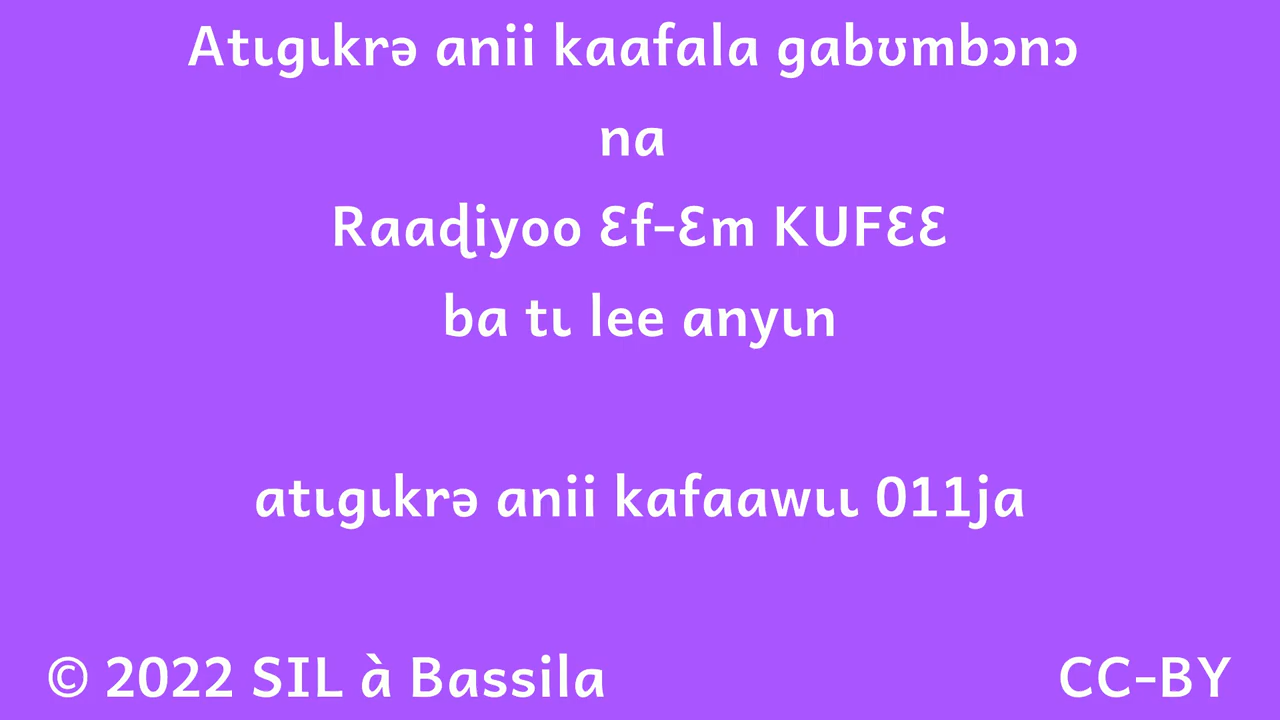 Atɩgɩkrə anii kaafala gabʊmbɔnɔ
na
Raaɖiyoo Ɛf-Ɛm KUFƐƐ
ba tɩ lee anyɩn
atɩgɩkrə anii kafaawɩɩ 011ja
© 2022 SIL à Bassila CC-BY